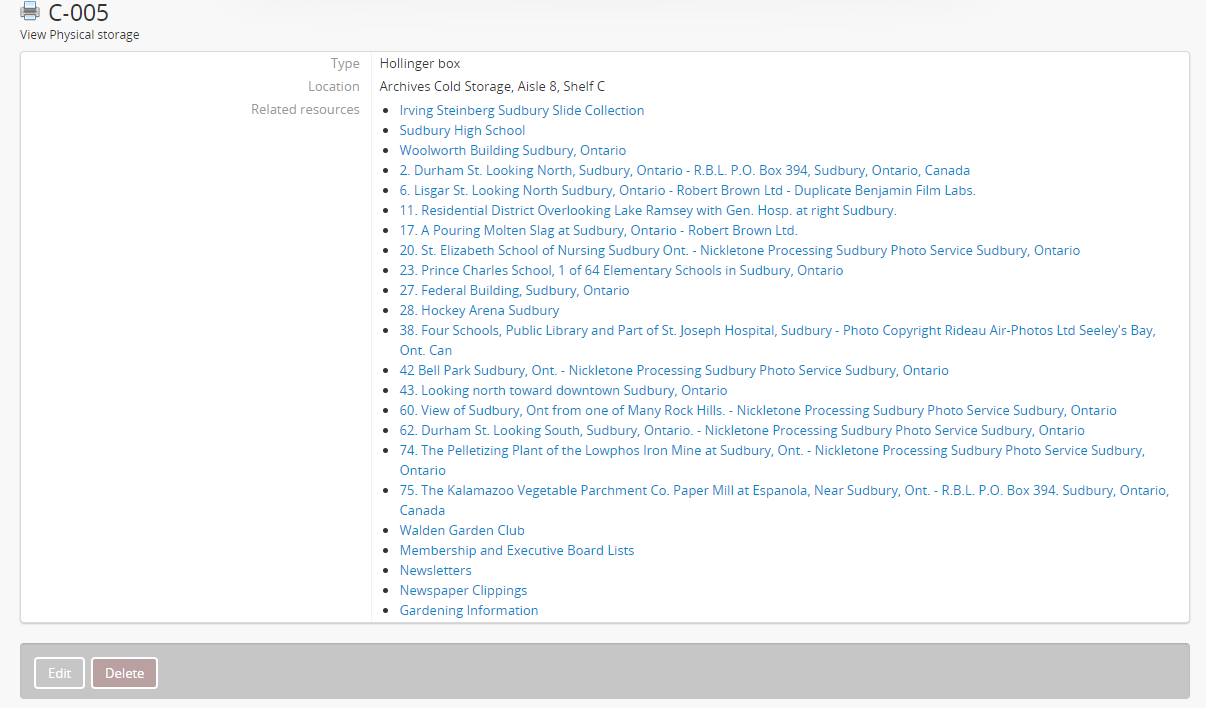 C-005
View Physical storage
Type Hollinger box
Location Archives Cold Storage, Aisle 8, Shelf C
Related resources
Irving Steinberg Sudbury Slide Collection
Sudbury High School
Woolworth Building Sudbury, Ontario
2. Durham St. Looking North, Sudbury, Ontario - R.B.L. P.O. Box 394, Sudbury, Ontario, Canada
6. Lisgar St. Looking North Sudbury, Ontario - Robert Brown Ltd - Duplicate Benjamin Film Labs.
11. Residential District Overlooking Lake Ramsey with Gen. Hosp. at right Sudbury.
17. A Pouring Molten Slag at Sudbury, Ontario - Robert Brown Ltd.
20. St. Elizabeth School of Nursing Sudbury Ont. - Nickletone Processing Sudbury Photo Service Sudbury, Ontario
23. Prince Charles School, 1 of 64 Elementary Schools in Sudbury, Ontario
27. Federal Building, Sudbury, Ontario
28. Hockey Arena Sudbury
38. Four Schools, Public Library and Part of St. Joseph Hospital, Sudbury - Photo Copyright Rideau Air-Photos Ltd Seeley's Bay,
Ont. Can
42 Bell Park Sudbury, Ont. - Nickletone Processing Sudbury Photo Service Sudbury, Ontario
43. Looking north toward downtown Sudbury, Ontario
60. View of Sudbury, Ont from one of Many Rock Hills. - Nickletone Processing Sudbury Photo Service Sudbury, Ontario
62. Durham St. Looking South, Sudbury, Ontario. - Nickletone Processing Sudbury Photo Service Sudbury, Ontario
74. The Pelletizing Plant of the Lowphos Iron Mine at Sudbury, Ont. - Nickletone Processing Sudbury Photo Service Sudbury,
Ontario
75. The Kalamazoo Vegetable Parchment Co. Paper Mill at Espanola, Near Sudbury, Ont. - R.B.L. P.O. Box 394. Sudbury, Ontario,
Canada
Walden Garden Club
Membership and Executive Board Lists
Newsletters
Newspaper Clippings
Gardening Information
Edit Delete